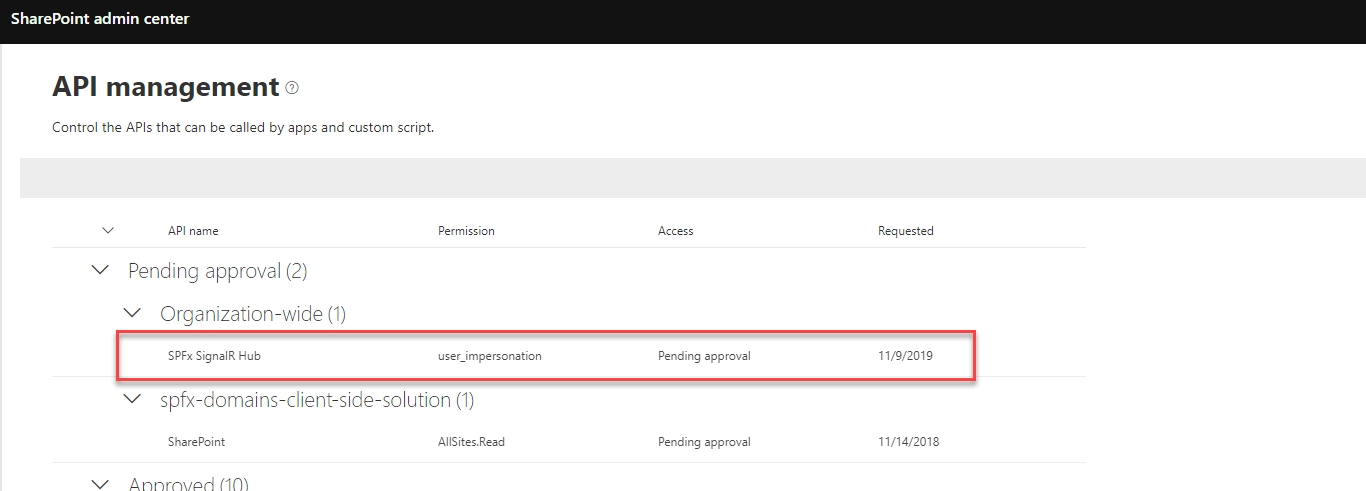 SharePoint admin center
API management ?
Control the APIs that can be called by apps and custom script.
API name Permission Access Requested
Pending approval (2)
Organization-wide (1)
SPFx SignalR Hub user_impersonation Pending approval 11/9/2019
spfx-domains-client-side-solution (1)
SharePoint AllSites.Read Pending approval 11/14/2018
Approved (10)